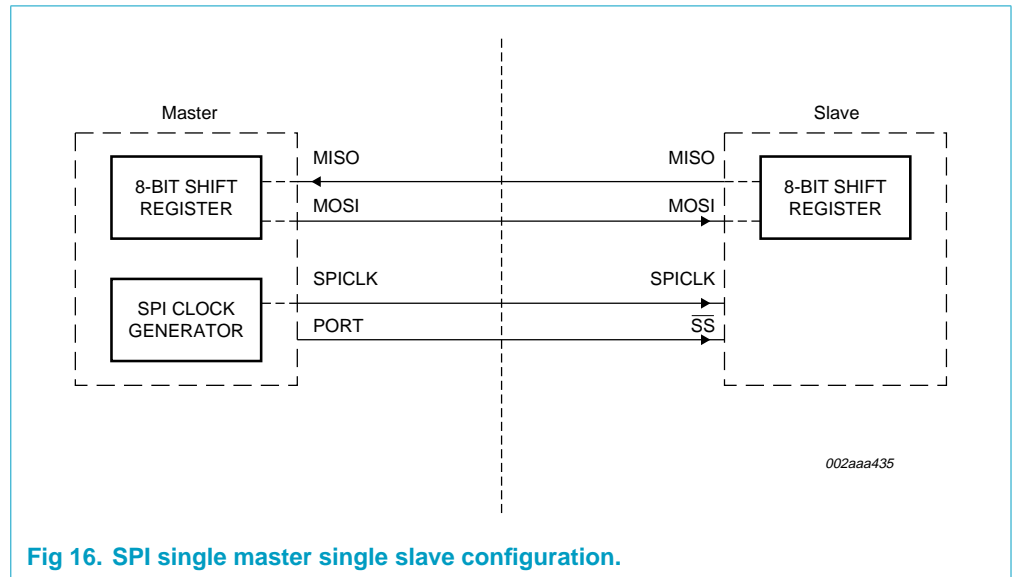 Master
Slave
8-BIT SHIFT
REGISTER
MISO
MISO
8-BIT SHIFT
REGISTER
MOSI
MOSI
SPI CLOCK
GENERATOR
SPICLK
SPICLK
PORT
S̅S̅
002aaa435
Fig 16. SPI single master single slave configuration.